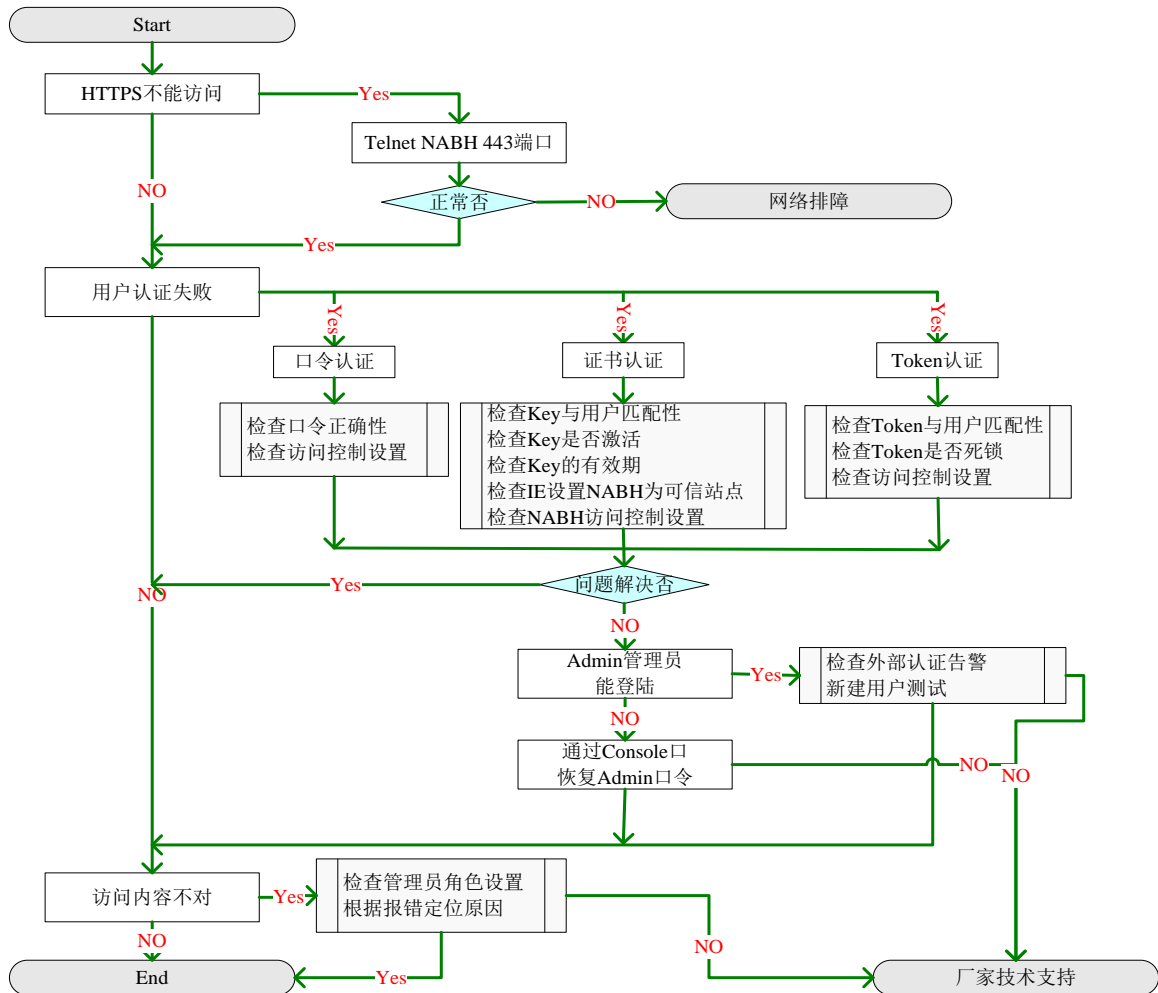 Start
HTTPS不能访问
Yes
Telnet NABH 443端口
NO
正常否
NO
网络排障
Yes
用户认证失败
Yes
Yes
Yes
口令认证
证书认证
Token认证
检查口令正确性
检查访问控制设置
检查Key与用户匹配性
检查Key是否激活
检查Key的有效期
检查IE设置NABH为可信站点
检查NABH访问控制设置
检查Token与用户匹配性
检查Token是否死锁
检查访问控制设置
Yes
问题解决否
NO
NO
Admin管理员
能登陆
Yes
检查外部认证告警
新建用户测试
NO
通过Console口
恢复Admin口令
NO
NO
访问内容不对
Yes
检查管理员角色设置
根据报错定位原因
NO
NO
End
Yes
厂家技术支持